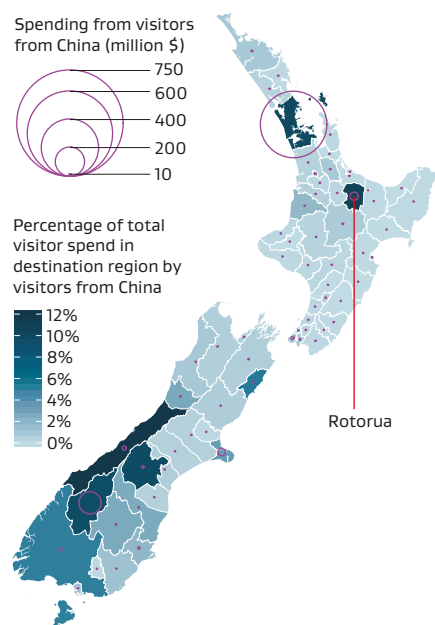 Spending from visitors
from China (million $)
750
600
400
200
10
Percentage of total
visitor spend in
destination region by
visitors from China
12%
10%
8%
6%
4%
2%
0%
Rotorua